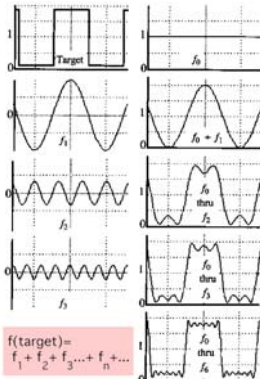 1
0
Target
1
0
f0
0
f1
1
0
f0 + f1
0
f2
1
0
f0
thru
f2
0
f3
1
0
f0
thru
f3
f(target)=
f1 + f2 + f3...+ fn+...
1
0
f0
thru
f6